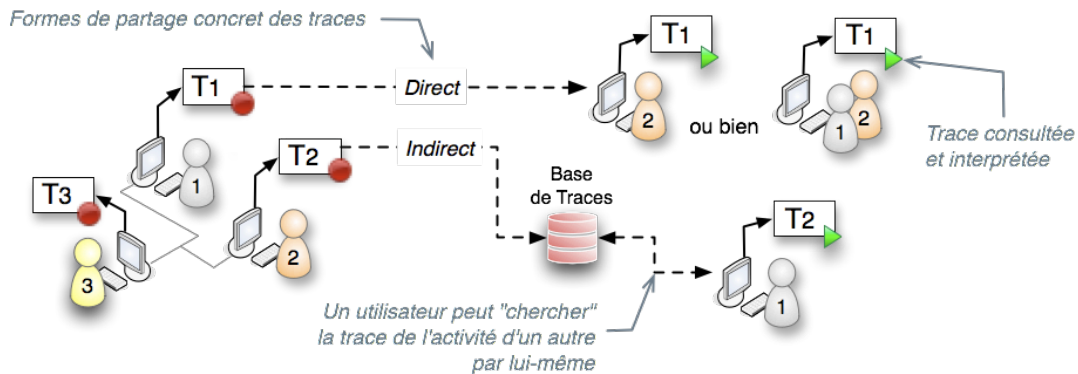 Formes de partage concret des traces
T1
Direct
T1
2
ou bien
T1
1
2
Trace consultée
et interprétée
1
T2
Indirect
T3
2
3
Base
de Traces
T2
1
Un utilisateur peut "chercher"
la trace de l'activité d'un autre
par lui-même